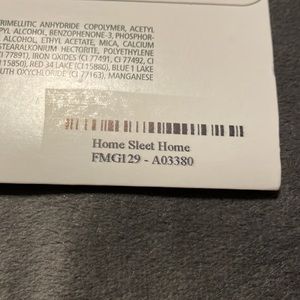 TRIMELLITIC ANHYDRIDE COPOLYMER, ACETYL
PYL ALCOHOL, BENZOPHENONE-3, PHOSPHOR-
ALCOHOL, ETHYL ACETATE, MICA, CALCIUM
STEARALKONIUM HECTORITE, POLYETHYLENE
CI 77891), IRON OXIDES (CI 77491, CI 77492, CI
15850), RED 34 LAKE (CI 15880), BLUE 1 LAKE
UTH OXYCHLORIDE (CI 77163), MANGANESE
Home Sleet Home
FMG129 - A03380